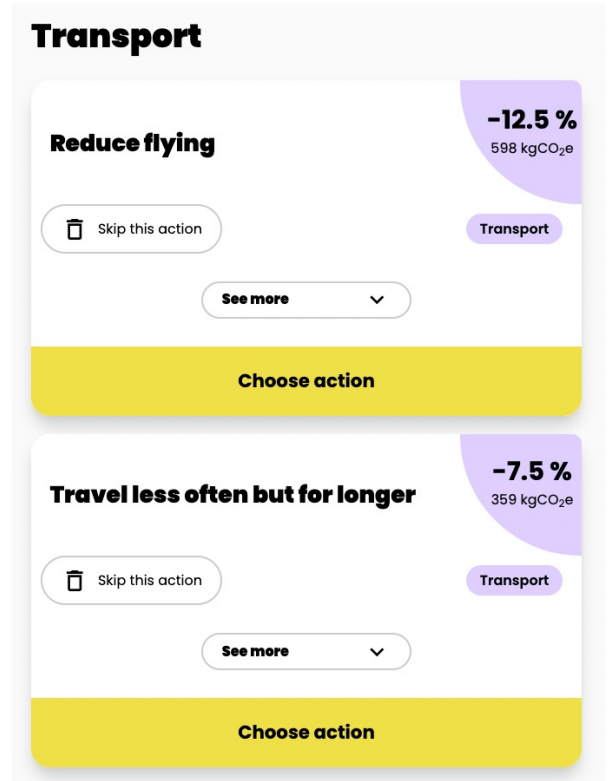 Transport
-12.5 %
Reduce flying
598 kgCO₂e
Skip this action
Transport
See more
Choose action
-7.5 %
Travel less often but for longer
359 kgCO₂e
Skip this action
Transport
See more
Choose action